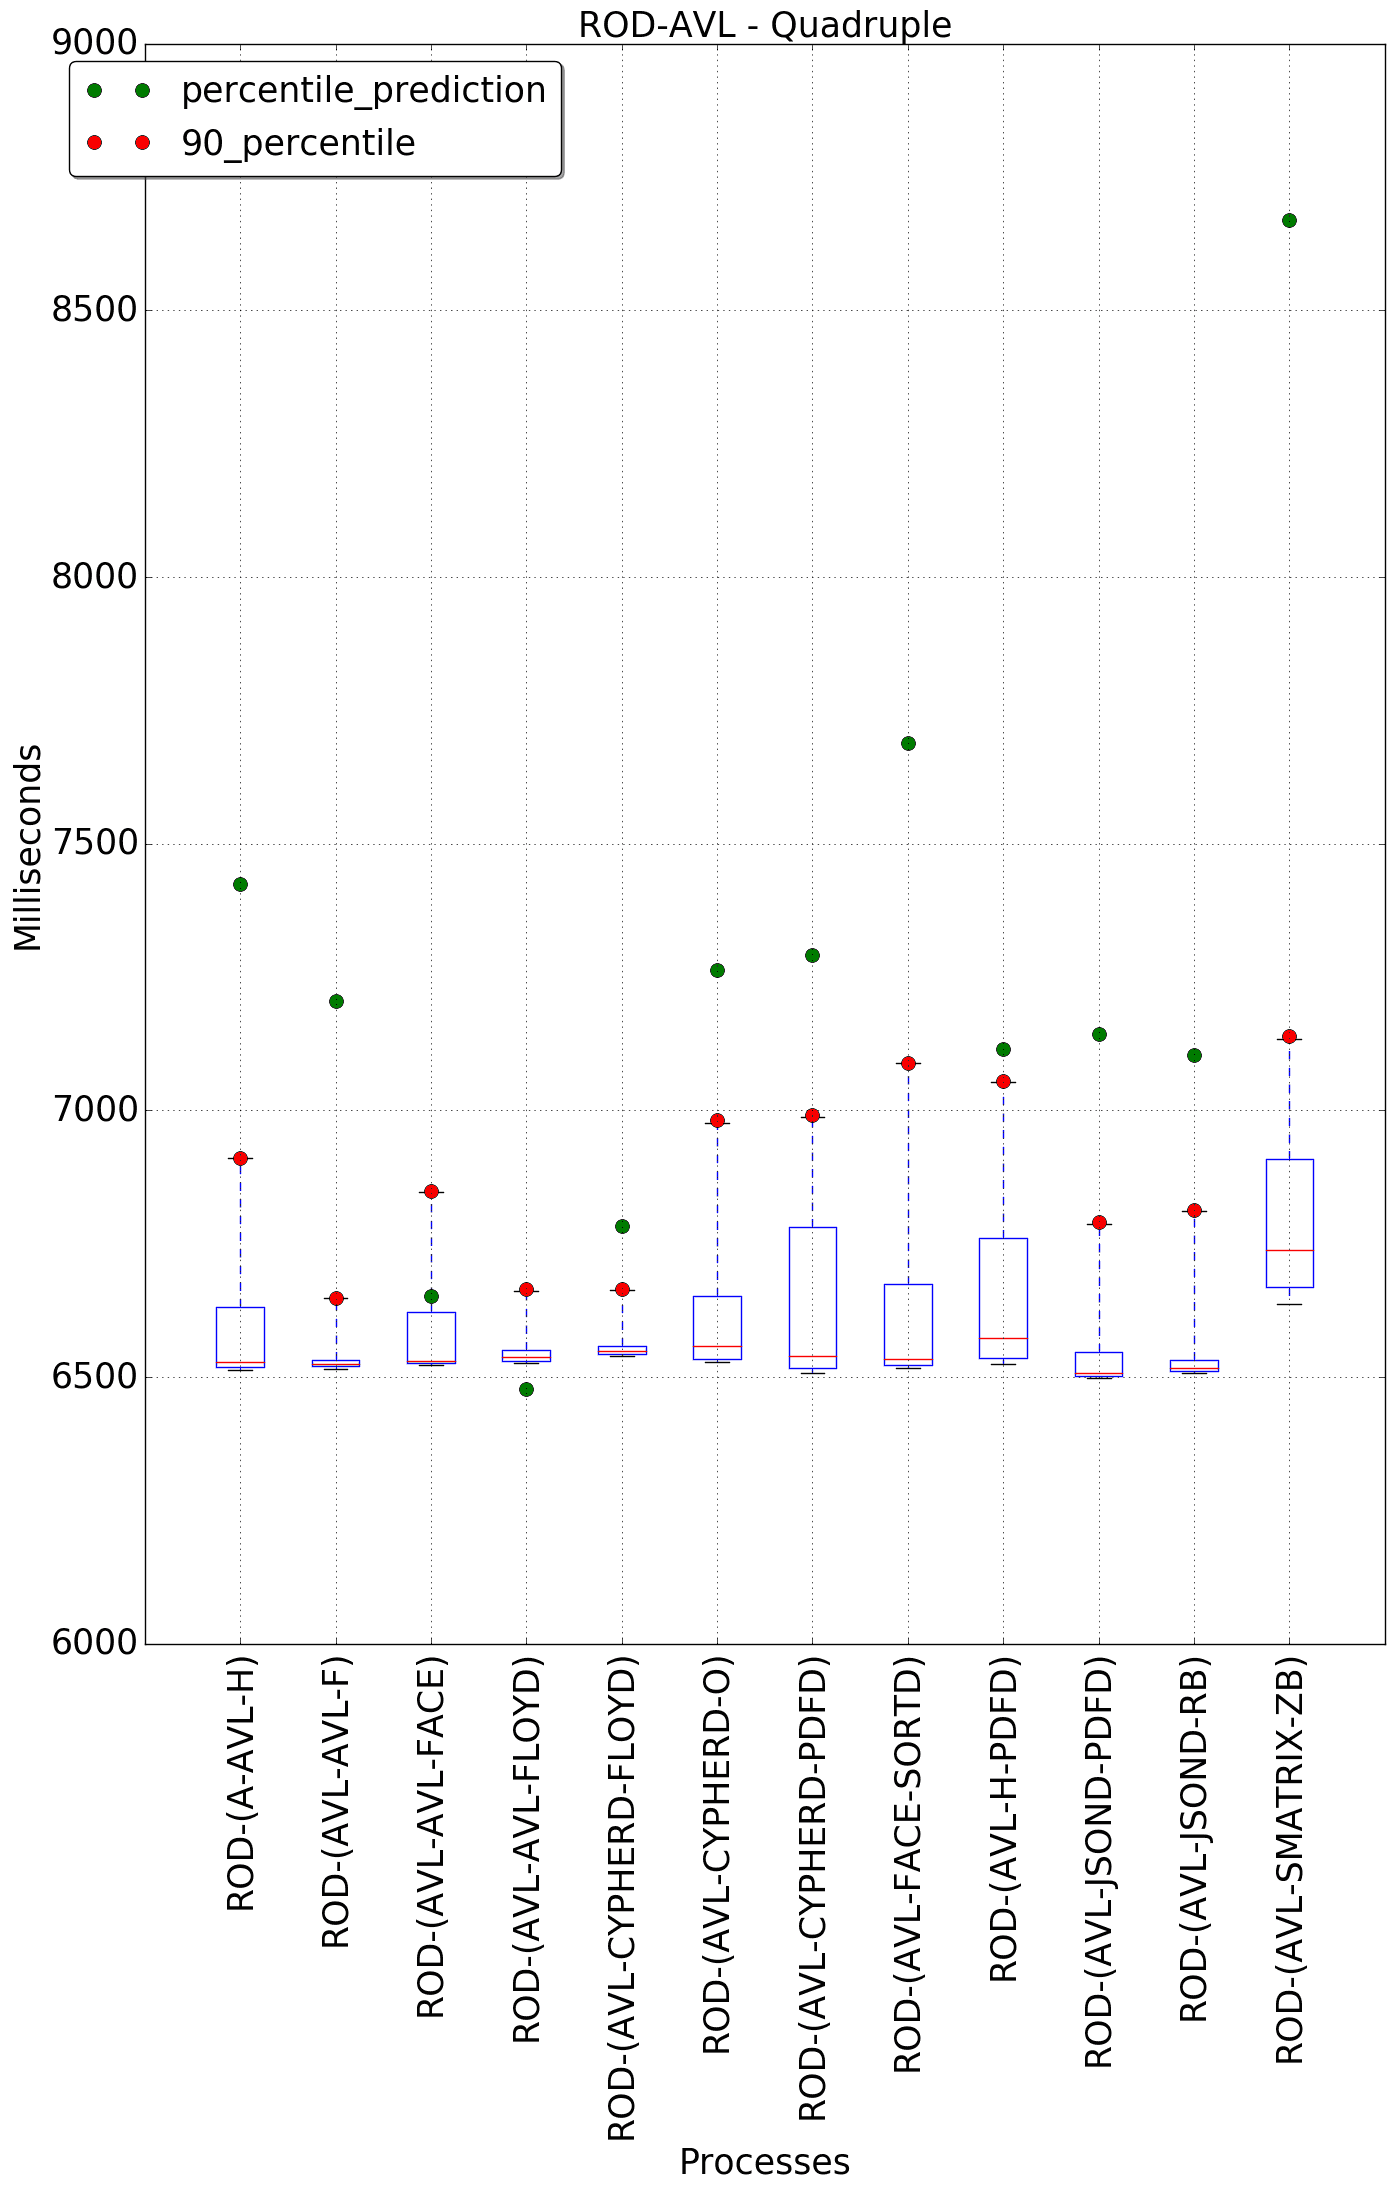 ROD-AVL - Quadruple
percentile_prediction
90_percentile
9000
8500
8000
7500
7000
6500
6000
Milliseconds
ROD-(A-AVL-H)
ROD-(AVL-AVL-F)
ROD-(AVL-AVL-FACE)
ROD-(AVL-AVL-FLOYD)
ROD-(AVL-CYPHERD-FLOYD)
ROD-(AVL-CYPHERD-O)
ROD-(AVL-CYPHERD-PDFD)
ROD-(AVL-FACE-SORTD)
ROD-(AVL-H-PDFD)
ROD-(AVL-JSOND-PDFD)
ROD-(AVL-JSOND-RB)
ROD-(AVL-SMATRIX-ZB)
Processes